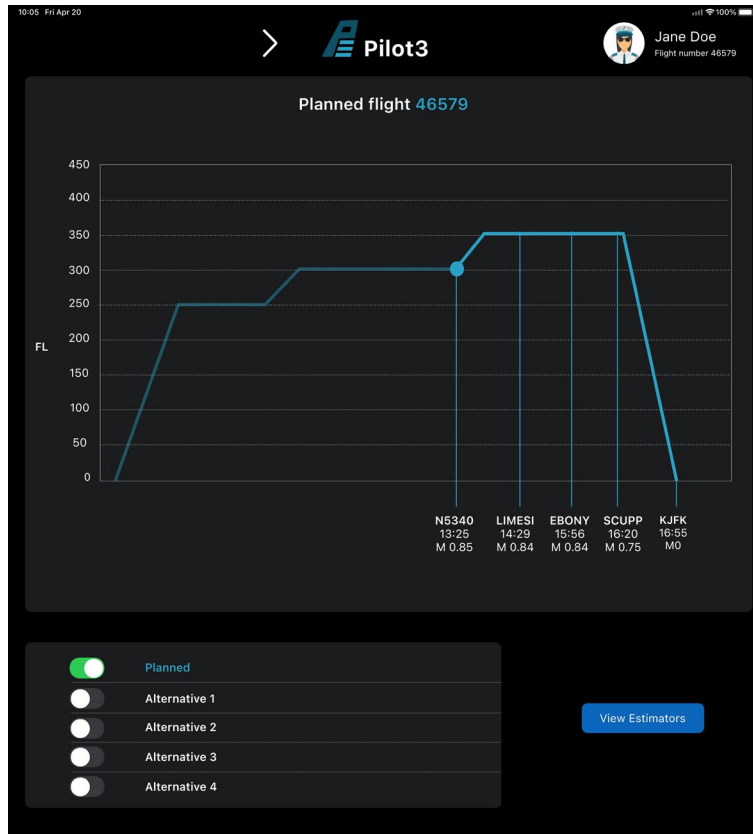 10:05 Fri Apr 20
100%
Pilot3
Jane Doe
Flight number 46579
Planned flight 46579
450
400
350
300
250
200
150
100
50
0
FL
N5340 LIMESI EBONY SCUPP KJFK
13:25 14:29 15:56 16:20 16:55
M 0.85 M 0.84 M 0.84 M 0.75 M0
Planned
Alternative 1
Alternative 2
Alternative 3
Alternative 4
View Estimators